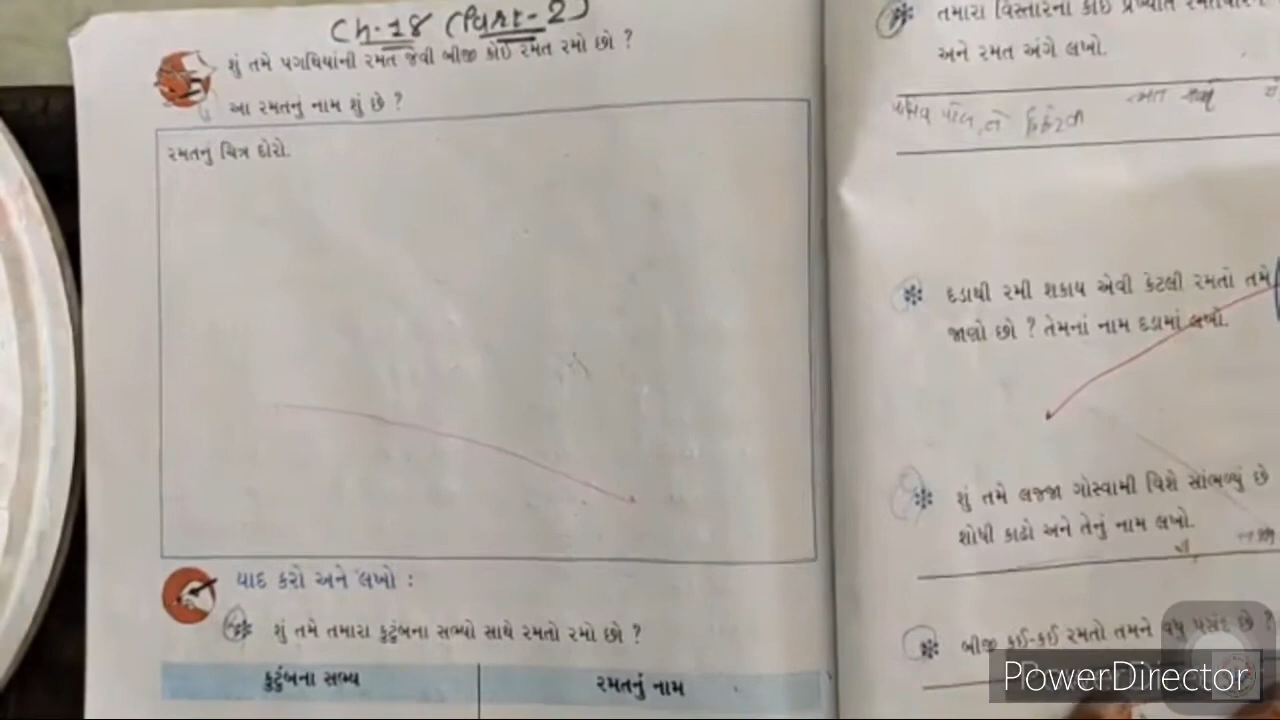 Ch.18 (Part-2)
શું તમે પગથિયાંની રમત જેવી બીજી કોઈ રમત રમો છો ?
આ રમતનું નામ શું છે ?
રમતનું ચિત્ર દોરો.
યાદ કરો અને લખો :
શું તમે તમારા કુટુંબના સભ્યો સાથે રમતો રમો છો ?
કુટુંબના સભ્ય
રમતનું નામ
તમારા વિસ્તારના કોઈ પ્રખ્યાત
અને રમત અંગે લખો.
દડાથી રમી શકાય એવી કેટલી રમતો તમે
જાણો છો ? તેમનાં નામ દડામાં લખો.
શું તમે લજ્જા ગોસ્વામી વિશે સાંભળ્યું છે
શોધી કાઢો અને તેનું નામ લખો.
બીજી કઈ-કઈ રમતો તમને વધુ પસંદ છે ?
PowerDirector